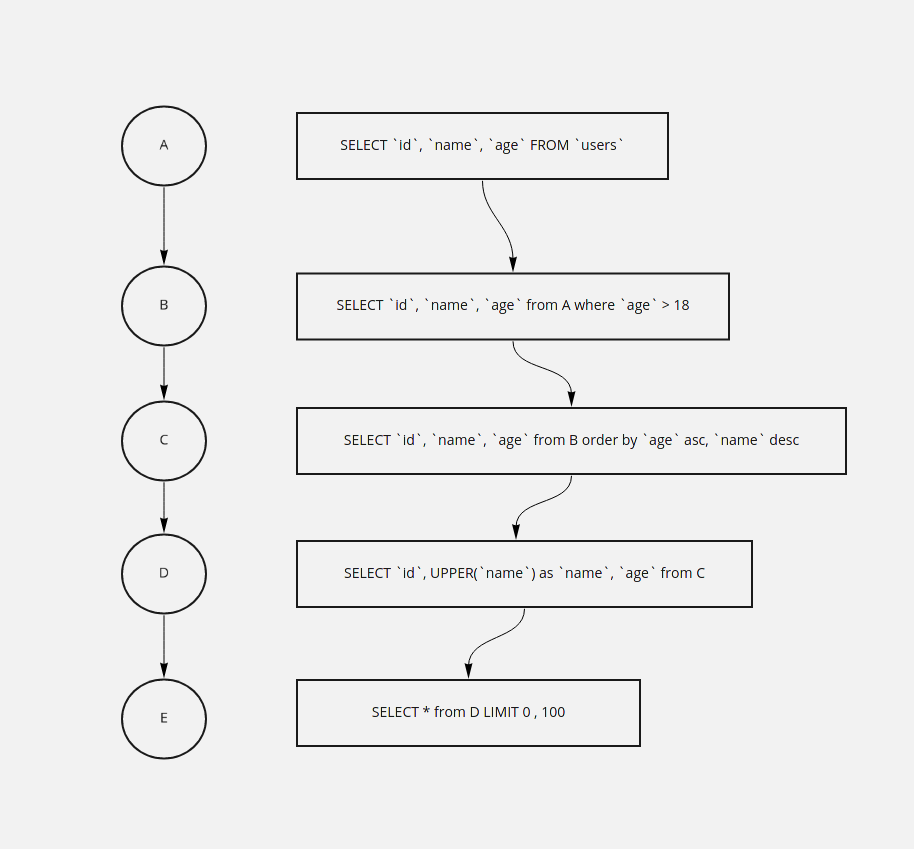 A
SELECT `id`, `name`, `age` FROM `users`
B
SELECT `id`, `name`, `age` from A where `age` > 18
C
SELECT `id`, `name`, `age` from B order by `age` asc, `name` desc
D
SELECT `id`, UPPER(`name`) as `name`, `age` from C
E
SELECT * from D LIMIT 0 , 100